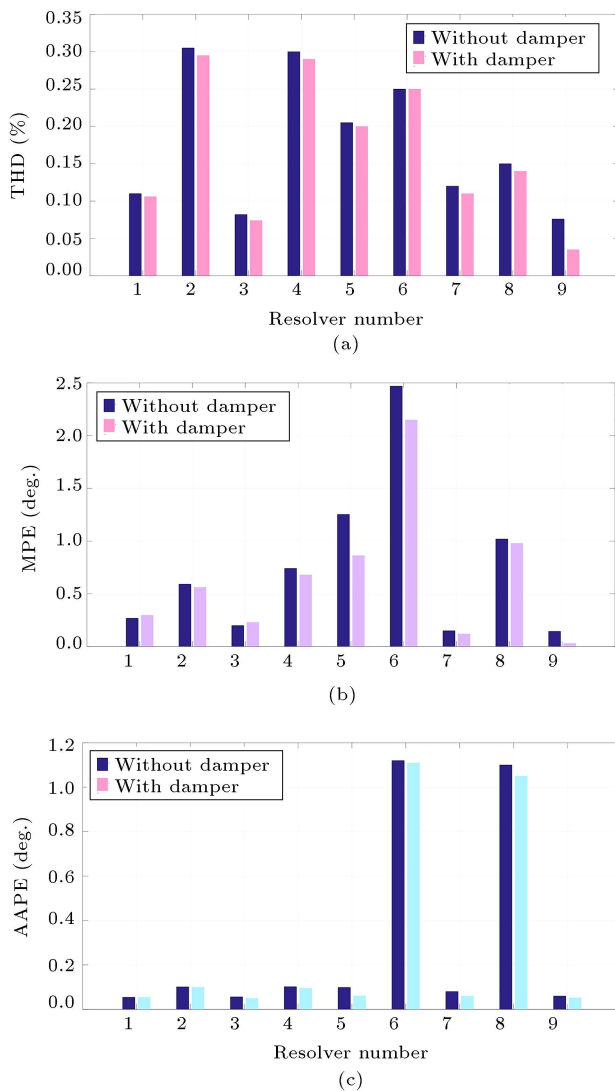 0.35
0.30
0.25
0.20
0.15
0.10
0.05
0.00
THD (%)
Without damper
With damper
1 2 3 4 5 6 7 8 9
Resolver number
(a)
2.5
2.0
1.5
1.0
0.5
0.0
MPE (deg.)
Without damper
With damper
1 2 3 4 5 6 7 8 9
(b)
1.2
1.0
0.8
0.6
0.4
0.2
0.0
AAPE (deg.)
Without damper
With damper
1 2 3 4 5 6 7 8 9
Resolver number
(c)